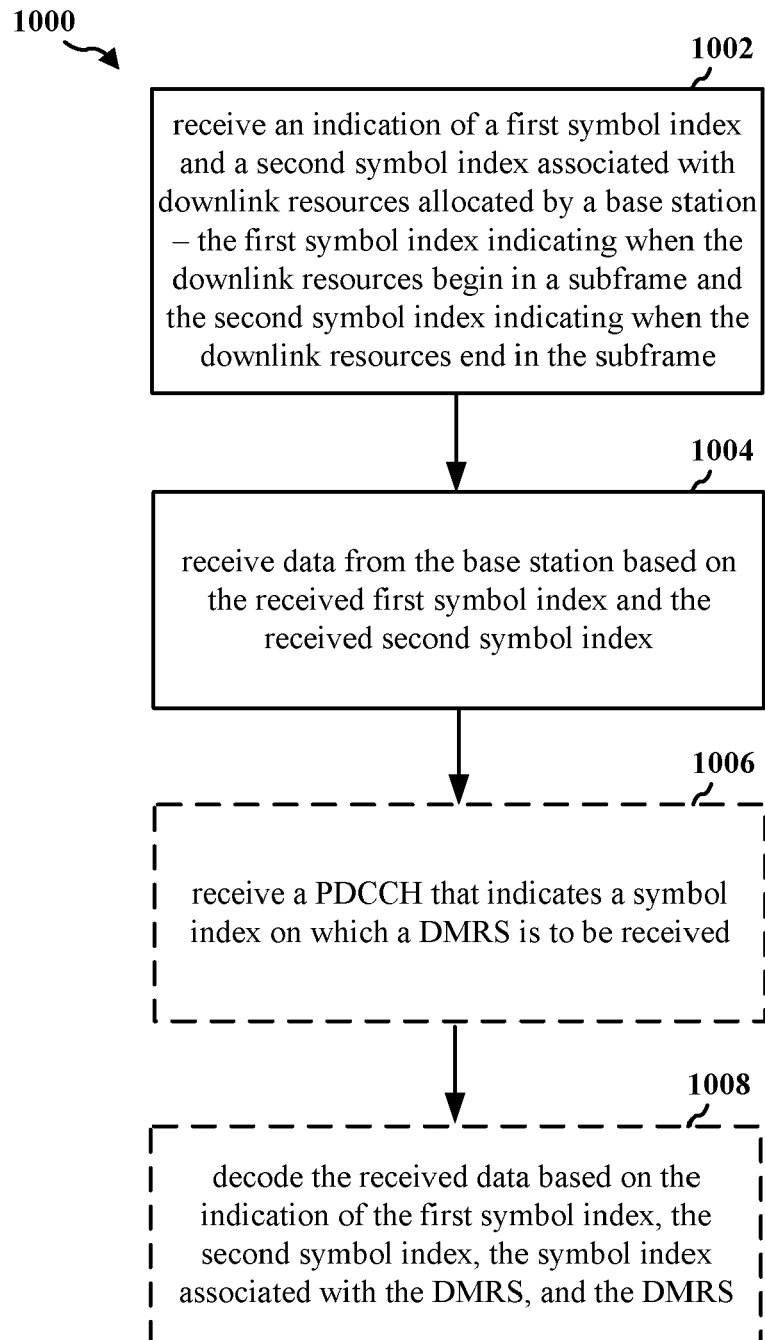 1000
1002
receive an indication of a first symbol index
and a second symbol index associated with
downlink resources allocated by a base station
– the first symbol index indicating when the
downlink resources begin in a subframe and
the second symbol index indicating when the
downlink resources end in the subframe
1004
receive data from the base station based on
the received first symbol index and the
received second symbol index
1006
receive a PDCCH that indicates a symbol
index on which a DMRS is to be received
1008
decode the received data based on the
indication of the first symbol index, the
second symbol index, the symbol index
associated with the DMRS, and the DMRS